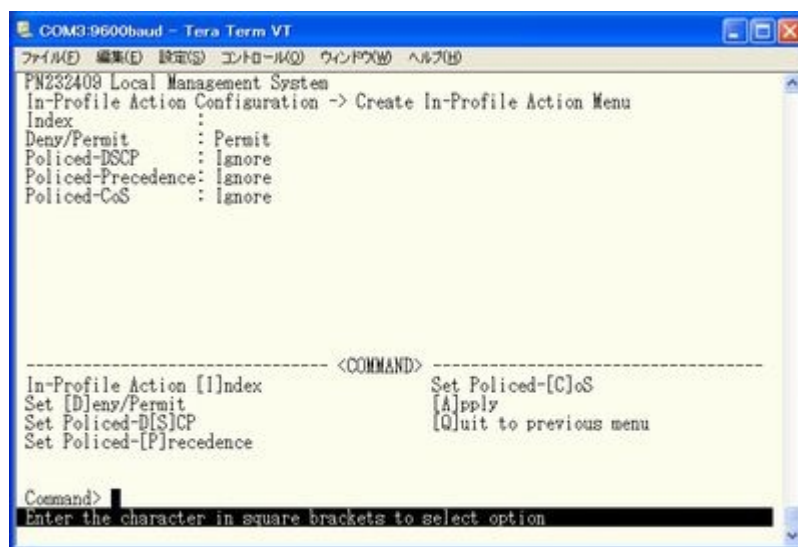 COM3:9600baud - Tera Term VT
ファイル(F) 編集(E) 設定(S) コントロール(O) ウィンドウ(W) ヘルプ(H)
PN232409 Local Management System
In-Profile Action Configuration -> Create In-Profile Action Menu
Index :
Deny/Permit : Permit
Policed-DSCP : Ignore
Policed-Precedence: Ignore
Policed-CoS : Ignore
--------------------------------- <COMMAND> ------------------------------------
In-Profile Action [I]ndex Set Policed-[C]oS
Set [D]eny/Permit [A]pply
Set Policed-D[S]CP [Q]uit to previous menu
Set Policed-[P]recedence
Command>
Enter the character in square brackets to select option